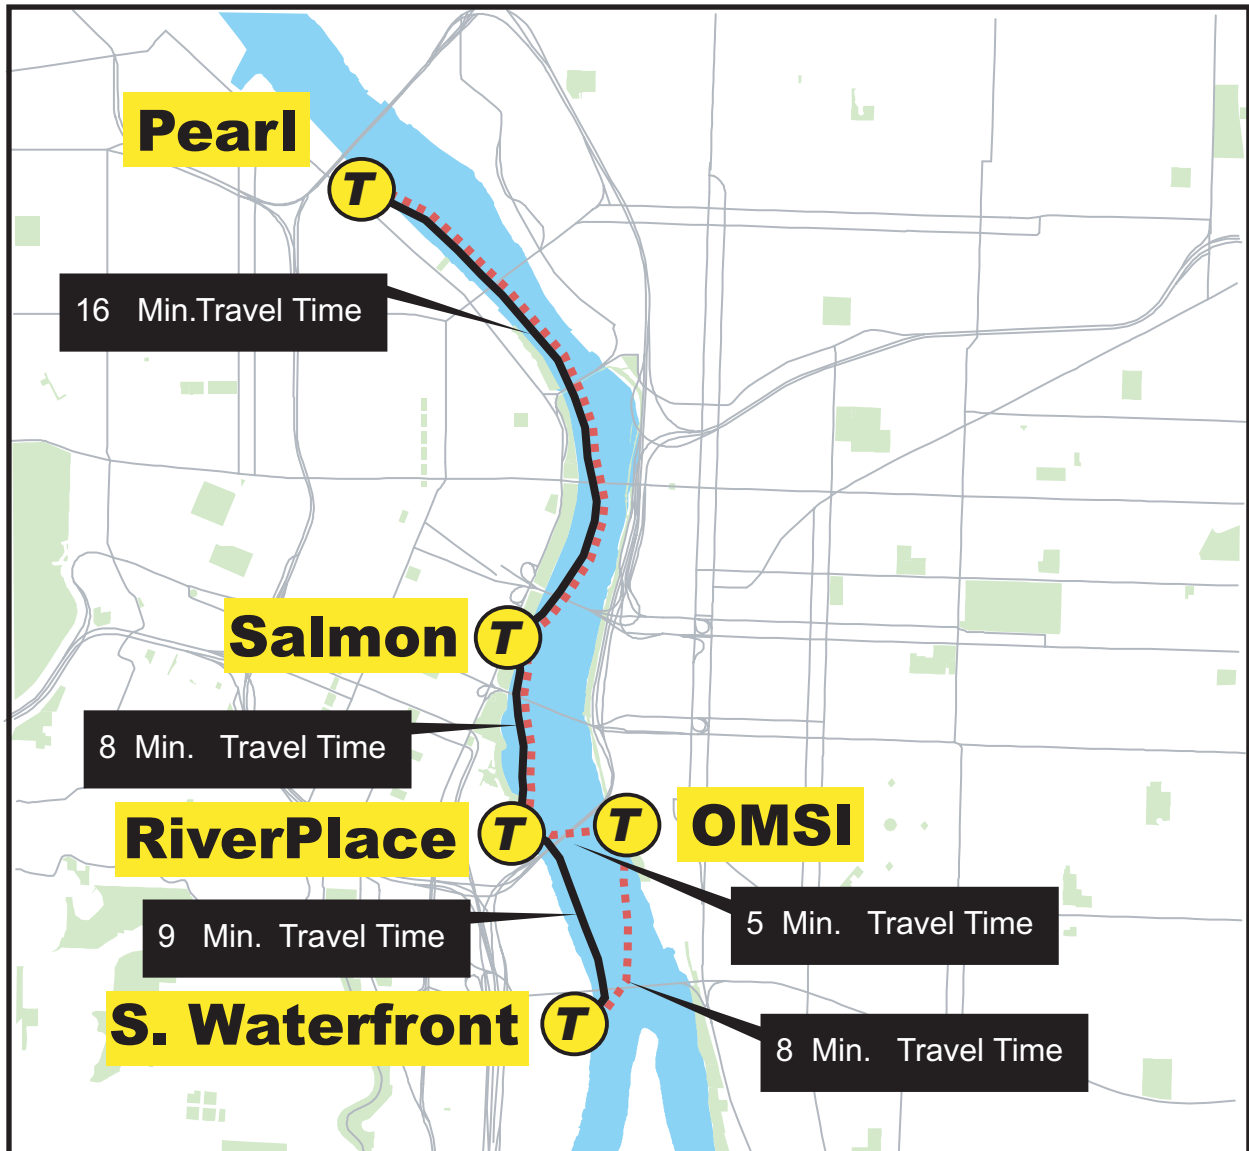 Pearl
T
16 Min.Travel Time
Salmon
T
8 Min. Travel Time
RiverPlace
T
T
OMSI
9 Min. Travel Time
5 Min. Travel Time
S. Waterfront
T
8 Min. Travel Time